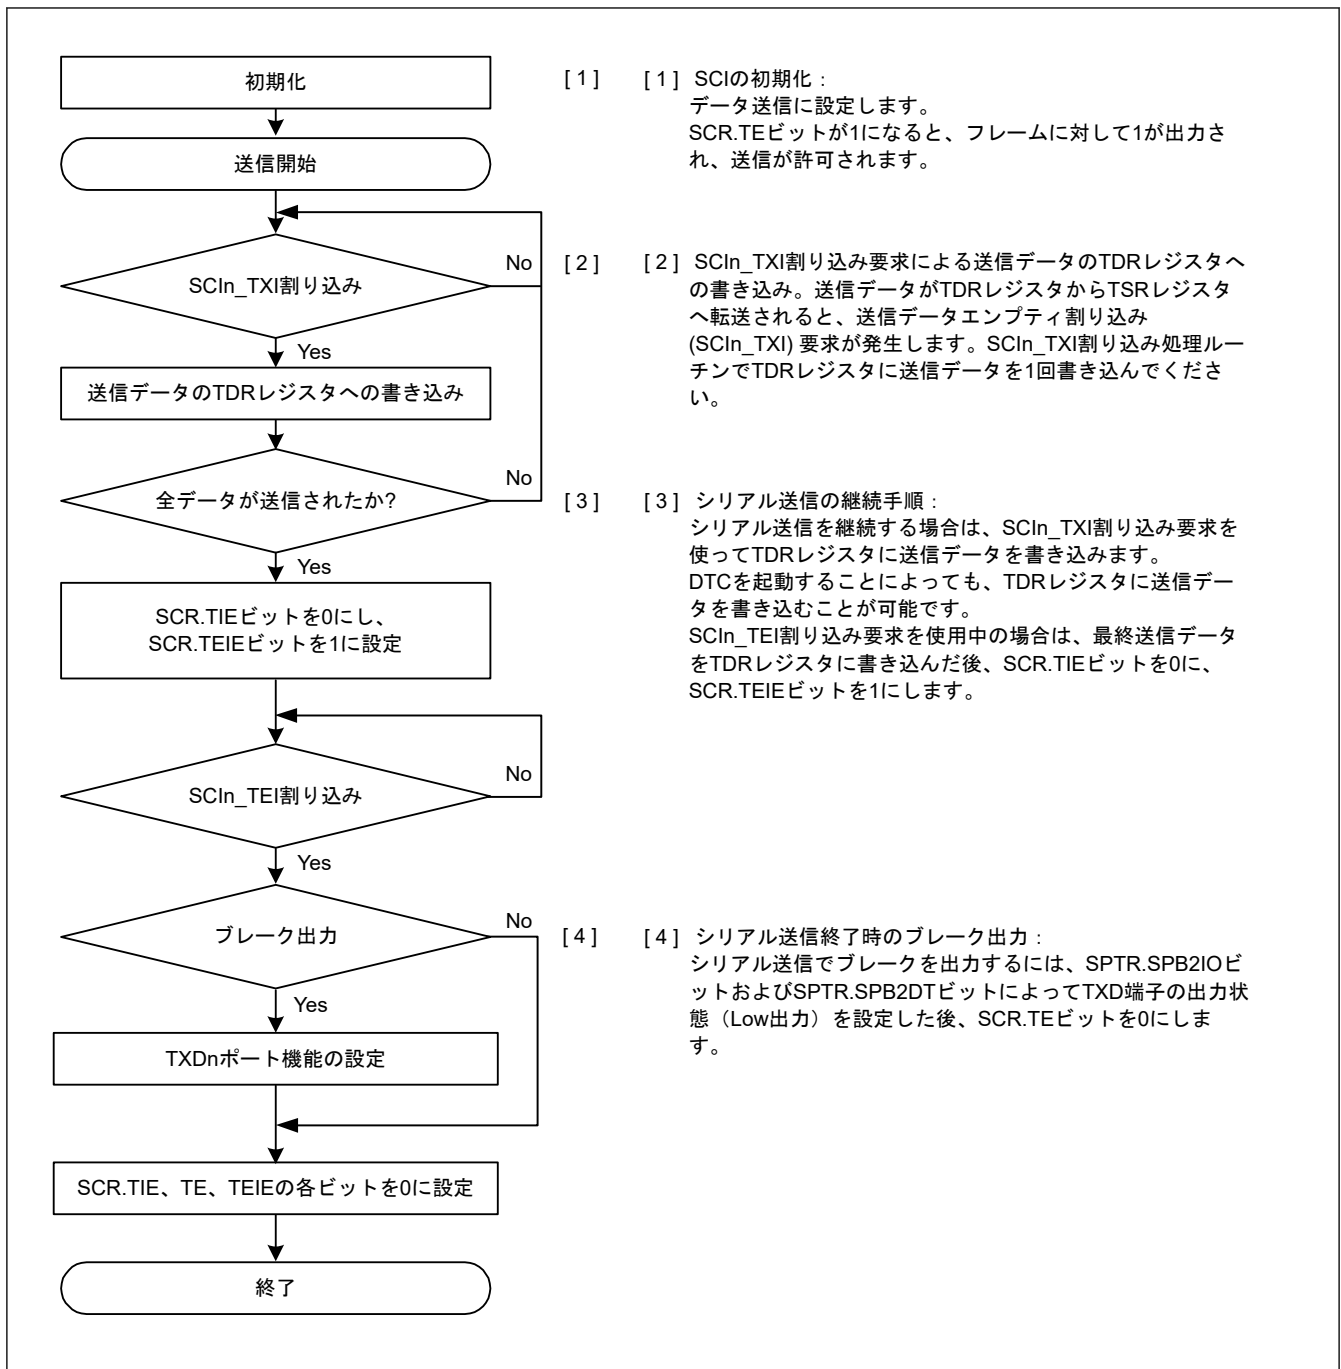 初期化
[ 1 ]
[ 1 ] SCIの初期化：
データ送信に設定します。
SCR.TEビットが1になると、フレームに対して1が出力さ
れ、送信が許可されます。
送信開始
SCIn_TXI割り込み
No
[ 2 ]
[ 2 ] SCIn_TXI割り込み要求による送信データのTDRレジスタへ
の書き込み。送信データがTDRレジスタからTSRレジスタ
へ転送されると、送信データエンプティ割り込み
(SCIn_TXI) 要求が発生します。SCIn_TXI割り込み処理ルー
チンでTDRレジスタに送信データを1回書き込んでくださ
い。
Yes
送信データのTDRレジスタへの書き込み
全データが送信されたか?
No
[ 3 ]
[ 3 ] シリアル送信の継続手順：
シリアル送信を継続する場合は、SCIn_TXI割り込み要求を
使ってTDRレジスタに送信データを書き込みます。
DTCを起動することによっても、TDRレジスタに送信デー
タを書き込むことが可能です。
SCIn_TEI割り込み要求を使用中の場合は、最終送信データ
をTDRレジスタに書き込んだ後、SCR.TIEビットを0に、
SCR.TEIEビットを1にします。
Yes
SCR.TIEビットを0にし、
SCR.TEIEビットを1に設定
SCIn_TEI割り込み
No
Yes
ブレーク出力
No
[ 4 ]
[ 4 ] シリアル送信終了時のブレーク出力：
シリアル送信でブレークを出力するには、SPTR.SPB2IOビ
ットおよびSPTR.SPB2DTビットによってTXD端子の出力状
態（Low出力）を設定した後、SCR.TEビットを0にしま
す。
Yes
TXDnポート機能の設定
SCR.TIE、TE、TEIEの各ビットを0に設定
終了